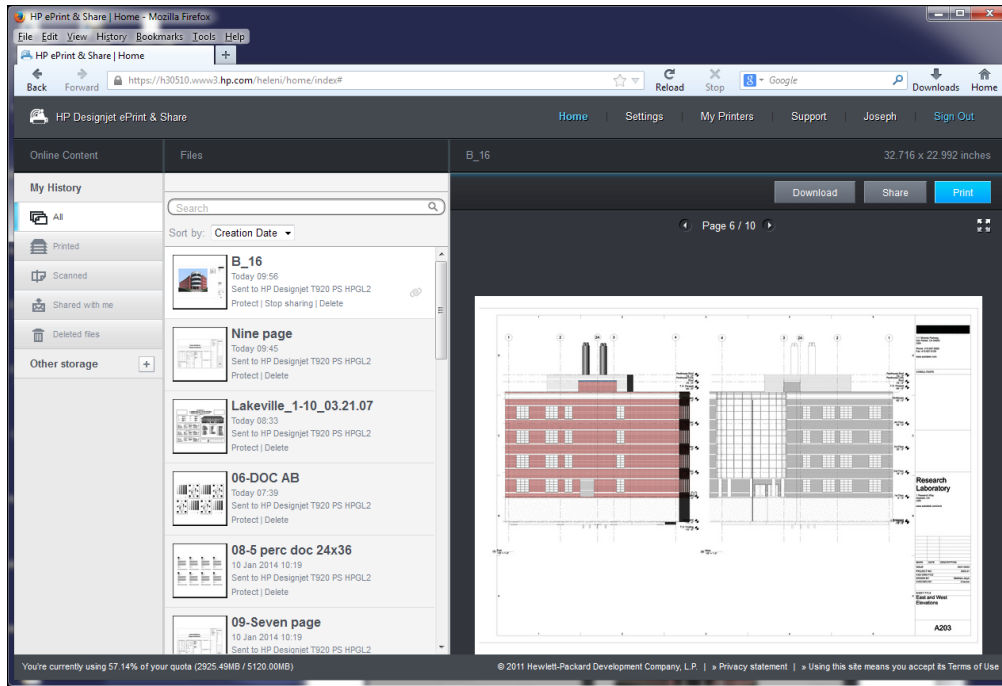 HP ePrint & Share | Home - Mozilla Firefox
File Edit View History Bookmarks Tools Help
HP ePrint & Share | Home +
Back Forward https://h30510.www3.hp.com/heleni/home/index# Reload Stop Google Downloads Home
HP Designjet ePrint & Share Home Settings My Printers Support Joseph Sign Out
Online Content Files B_16 32.716 x 22.992 inches
My History
All
Printed
Scanned
Shared with me
Deleted files
Other storage +
Search
Sort by: Creation Date
B_16
Today 09:56
Sent to HP Designjet T920 PS HPGL2
Protect | Stop sharing | Delete
Nine page
Today 09:45
Sent to HP Designjet T920 PS HPGL2
Protect | Delete
Lakeville_1-10_03.21.07
Today 08:33
Sent to HP Designjet T920 PS HPGL2
Protect | Delete
06-DOC AB
Today 07:39
Sent to HP Designjet T920 PS HPGL2
Protect | Delete
08-5 perc doc 24x36
10 Jan 2014 10:19
Sent to HP Designjet T920 PS HPGL2
Protect | Delete
09-Seven page
10 Jan 2014 10:19
Sent to HP Designjet T920 PS HPGL2
Download Share Print
Page 6 / 10
Research
Laboratory
East and West
Elevations
A203
You're currently using 57.14% of your quota (2925.49MB / 5120.00MB)
© 2011 Hewlett-Packard Development Company, L.P. | » Privacy statement | » Using this site means you accept its Terms of Use